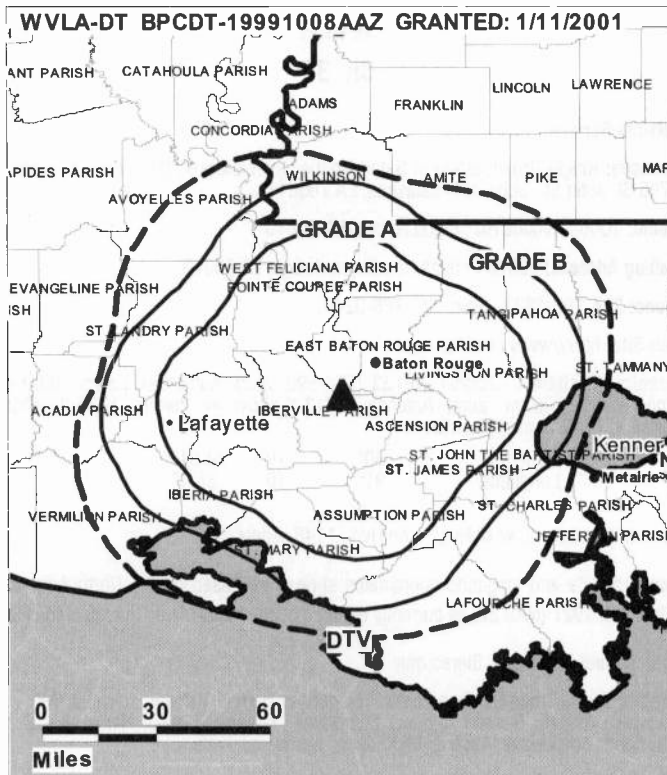 WVLA-DT BPCDT-19991008AAZ GRANTED: 1/11/2001
ANT PARISH
CATAHOULA PARISH
LINCOLN
LAWRENCE
ADAMS
FRANKLIN
CONCORDIA PARISH
APIDES PARISH
WILKINSON
AMITE
PIKE
MAR
AVOYELLES PARISH
GRADE A
GRADE B
WEST FELICIANA PARISH
POINTE COUPEE PARISH
EVANGELINE PARISH
ISH
TANGIPAHOA PARISH
ST. LANDRY PARISH
EAST BATON ROUGE PARISH
Baton Rouge
LIVINGSTON PARISH
ST. TAMMANY
ACADIA PARISH
IBERVILLE PARISH
Lafayette
ASCENSION PARISH
Kenner
ST. JOHN THE BAPTIST PARISH
N
ST. JAMES PARISH
Metairie
IBERIA PARISH
ST. CHARLES PARISH
VERMILION PARISH
ASSUMPTION PARISH
JEFFERSON PARISH
ST. MARY PARISH
LAFOURCHE PARISH
DTV
0 30 60
Miles